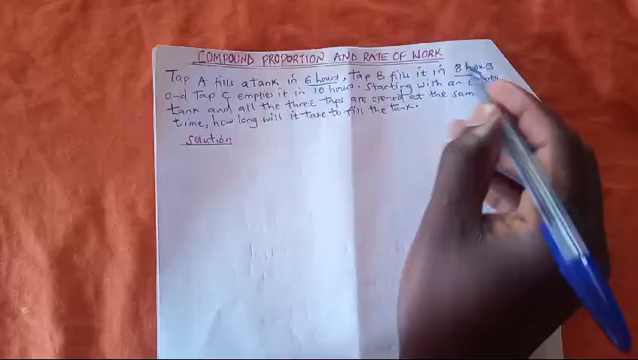 COMPOUND PROPORTION AND RATE OF WORK
Tap A fills a tank in 6 hours, Tap B fills it in 8 hours
and Tap C empties it in 10 hours. Starting with an
tank and all the three Taps are opened at the
time, how long will it take to fill the tank.
Solution